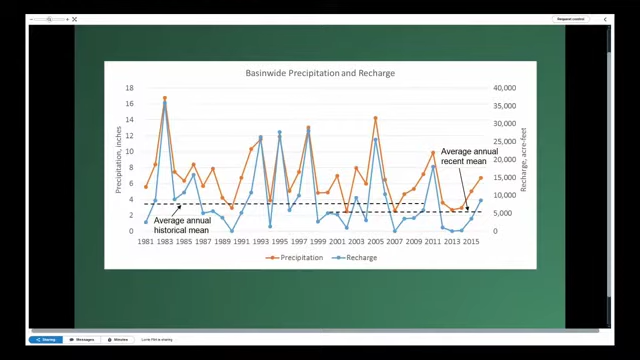 Request control
Basinwide Precipitation and Recharge
18 40,000
16 35,000
14 30,000
12 25,000
10
8 20,000
6 15,000
4 10,000
2 5,000
0 0
Precipitation, inches
Recharge, acre-feet
Average annual
recent mean
Average annual
historical mean
1981 1983 1985 1987 1989 1991 1993 1995 1997 1999 2001 2003 2005 2007 2009 2011 2013 2015
Precipitation Recharge
Sharing Messages Minutes